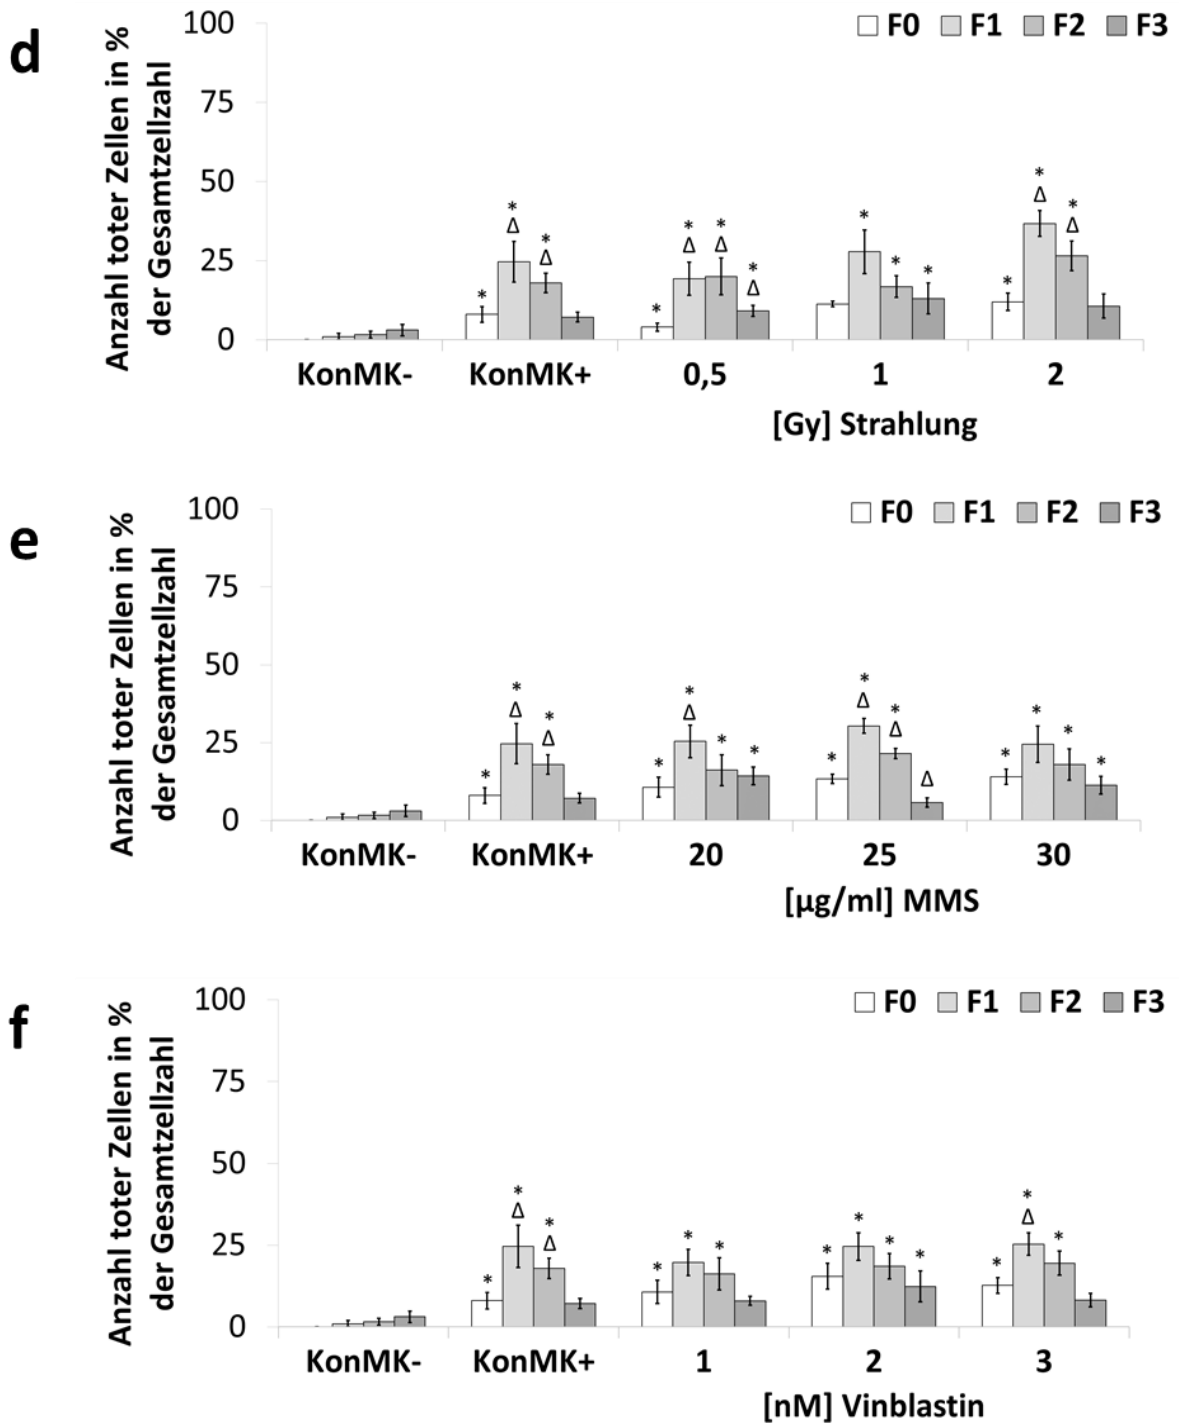 d
Anzahl toter Zellen in %
der Gesamtzellzahl
100
75
50
25
0
F0 F1 F2 F3
* * Δ * Δ
* * Δ * Δ * Δ
* * *
* * Δ * Δ
KonMK- KonMK+ 0,5 1 2
[Gy] Strahlung
e
Anzahl toter Zellen in %
der Gesamtzellzahl
100
75
50
25
0
F0 F1 F2 F3
* * Δ * Δ
* * Δ * *
* * Δ * Δ Δ
* * * *
KonMK- KonMK+ 20 25 30
[µg/ml] MMS
f
Anzahl toter Zellen in %
der Gesamtzellzahl
100
75
50
25
0
F0 F1 F2 F3
* * Δ * Δ
* * *
* * * *
* * Δ *
KonMK- KonMK+ 1 2 3
[nM] Vinblastin